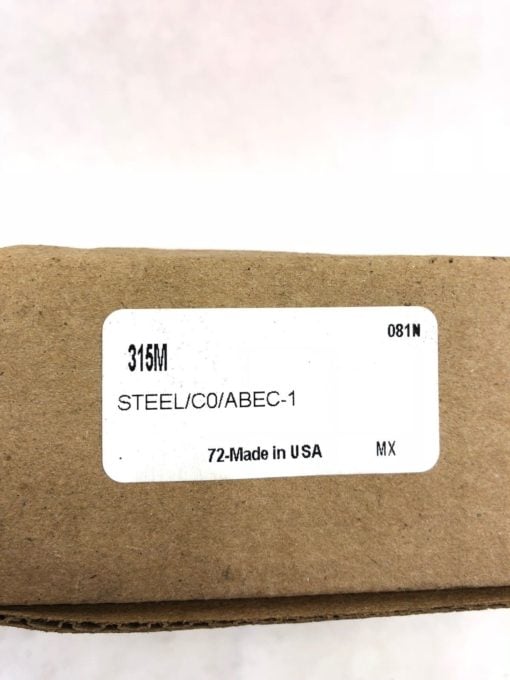 081N
315M
STEEL/C0/ABEC-1
72-Made in USA MX